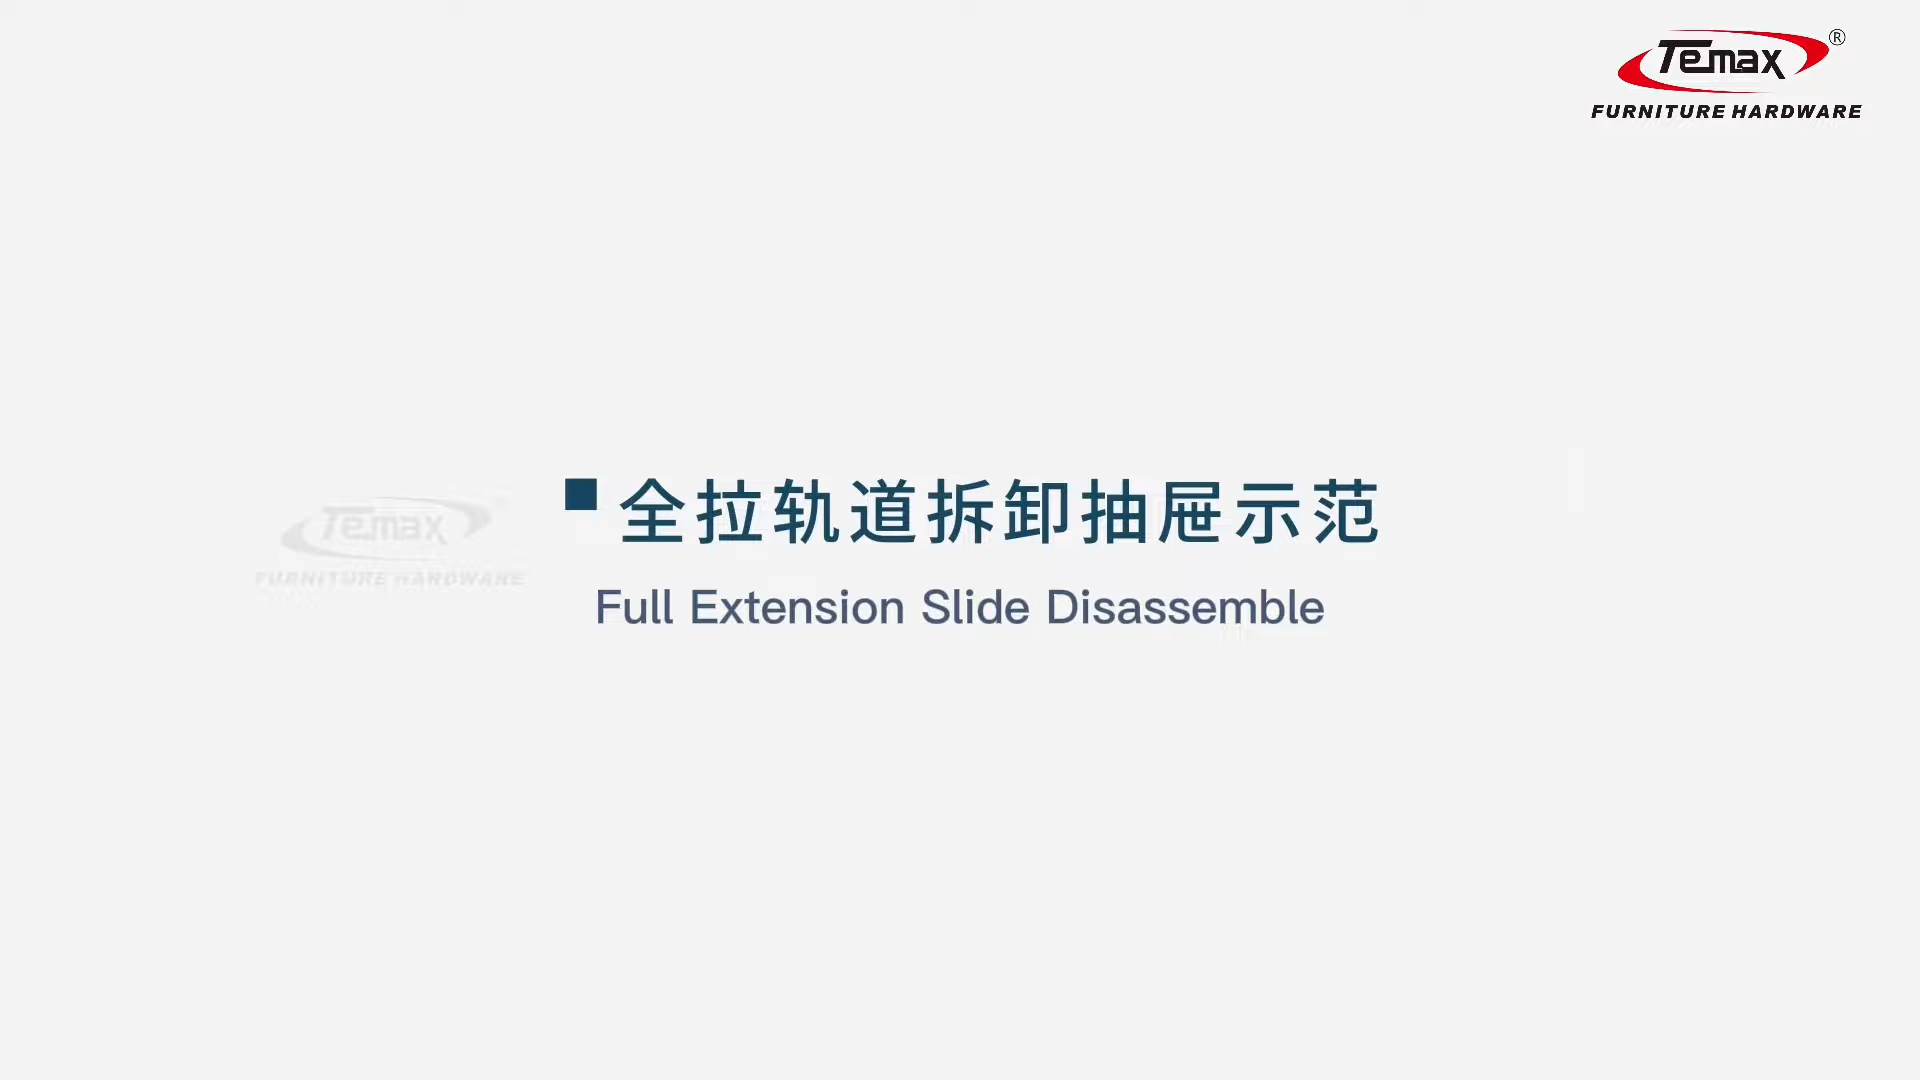 Temax®
FURNITURE HARDWARE
全拉轨道拆卸抽屉示范
Temax
FURNITURE HARDWARE
Full Extension Slide Disassemble